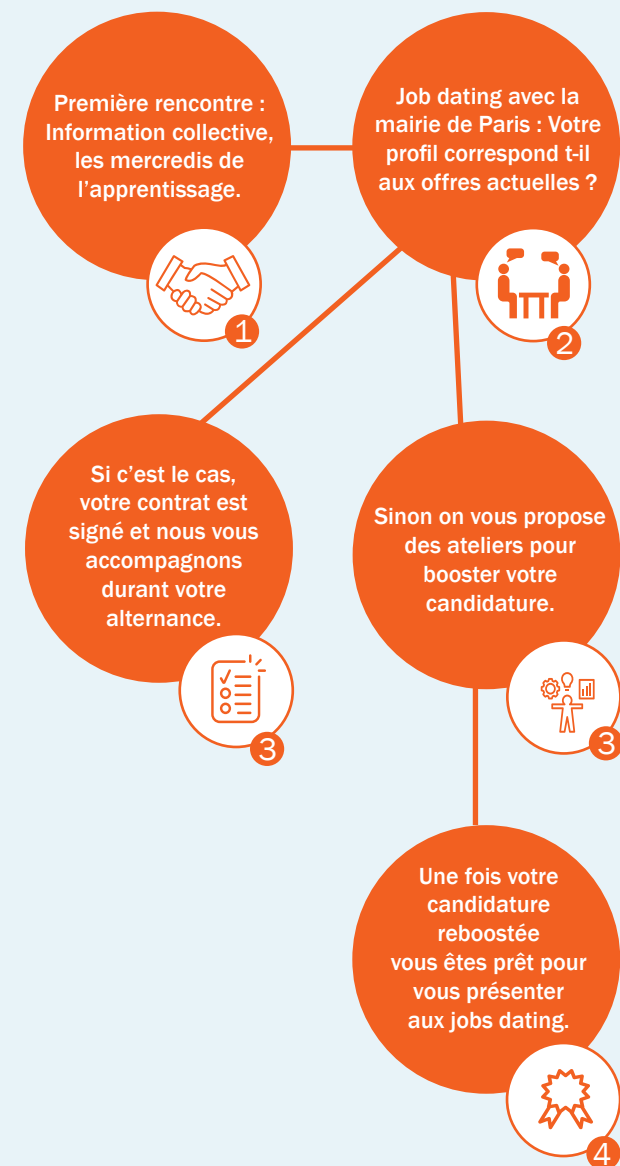 Première rencontre :
Information collective,
les mercredis de
l’apprentissage.
1
Job dating avec la
mairie de Paris : Votre
profil correspond t-il
aux offres actuelles ?
2
Si c’est le cas,
votre contrat est
signé et nous vous
accompagnons
durant votre
alternance.
3
Sinon on vous propose
des ateliers pour
booster votre
candidature.
3
Une fois votre
candidature
reboostée
vous êtes prêt pour
vous présenter
aux jobs dating.
4